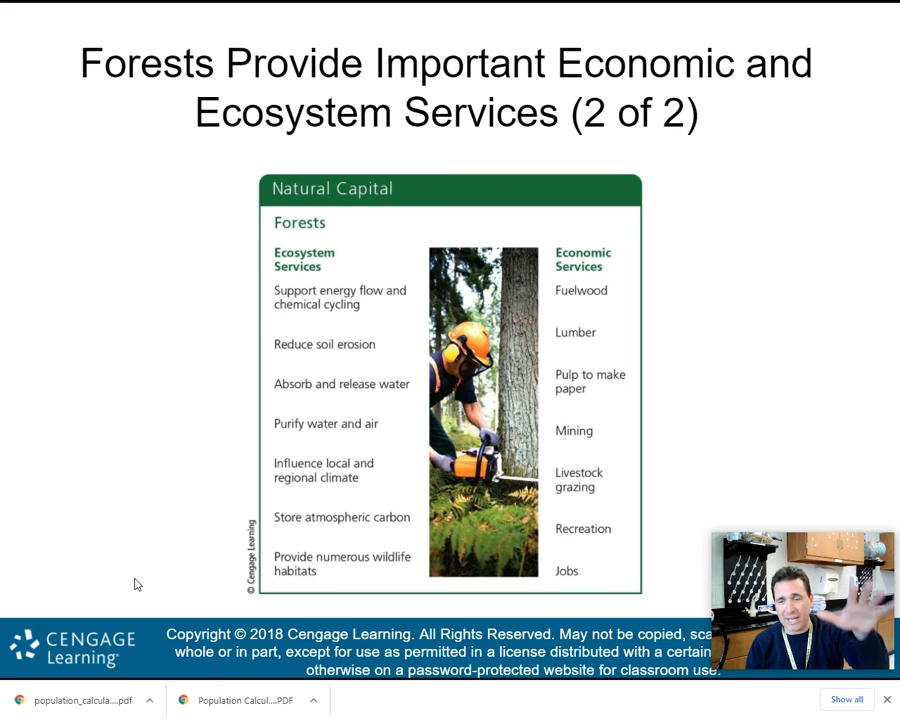 Forests Provide Important Economic and
Ecosystem Services (2 of 2)
Natural Capital
Forests
Ecosystem
Services
Support energy flow and
chemical cycling
Reduce soil erosion
Absorb and release water
Purify water and air
Influence local and
regional climate
Store atmospheric carbon
Provide numerous wildlife
habitats
Economic
Services
Fuelwood
Lumber
Pulp to make
paper
Mining
Livestock
grazing
Recreation
Jobs
© Cengage Learning
CENGAGE
Learning™
Copyright © 2018 Cengage Learning. All Rights Reserved. May not be copied,
whole or in part, except for use as permitted in a license distributed with a certain
otherwise on a password-protected website for classroom use.
population_calcula....pdf
Population Calcul....PDF
Show all